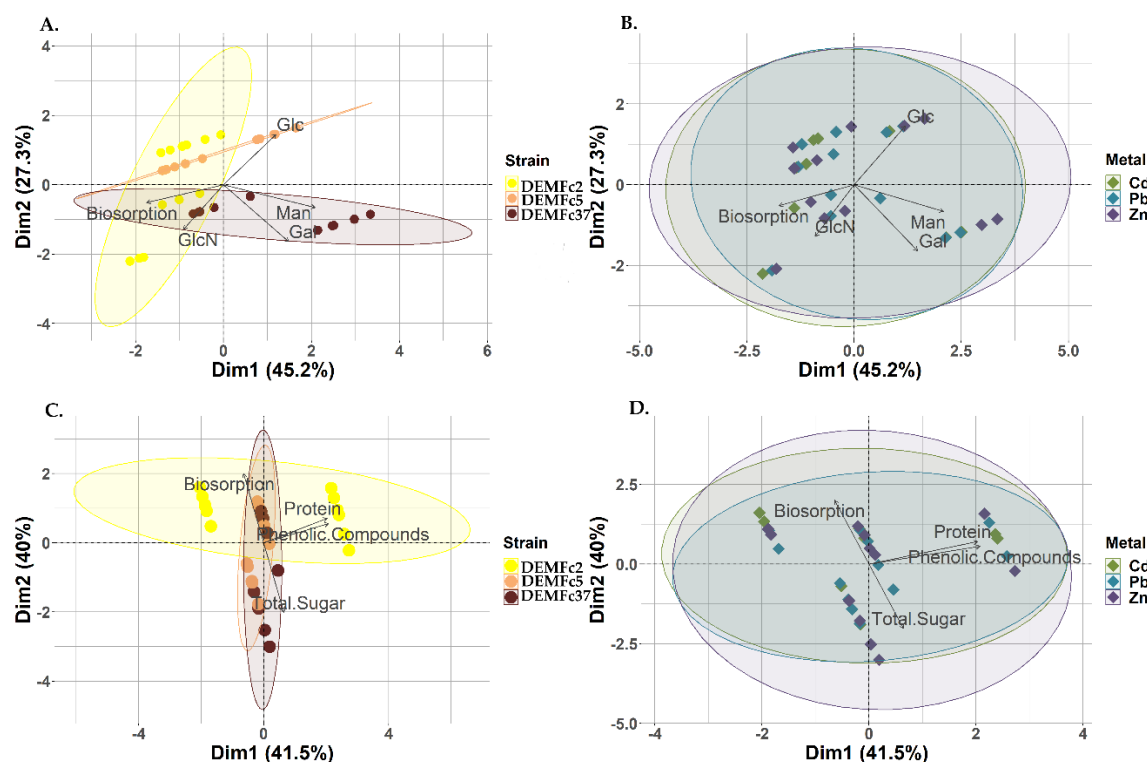 A.
4
2
0
-2
-4
-2
0
2
4
6
Dim2 (27.3%)
Dim1 (45.2%)
Glc
Biosorption
GlcN
Man
Gal
Strain
DEMFc2
DEMFc5
DEMFc37
B.
2
0
-2
-5.0
-2.5
0.0
2.5
5.0
Dim2 (27.3%)
Dim1 (45.2%)
Glc
Biosorption
GlcN
Man
Gal
Metal
Cd
Pb
Zn
C.
2
0
-2
-4
-4
0
4
Dim2 (40%)
Dim1 (41.5%)
Biosorption
Protein
Phenolic.Compounds
Total.Sugar
Strain
DEMFc2
DEMFc5
DEMFc37
D.
2.5
0.0
-2.5
-5.0
-4
-2
0
2
4
Dim2 (40%)
Dim1 (41.5%)
Biosorption
Protein
Phenolic.Compounds
Total.Sugar
Metal
Cd
Pb
Zn